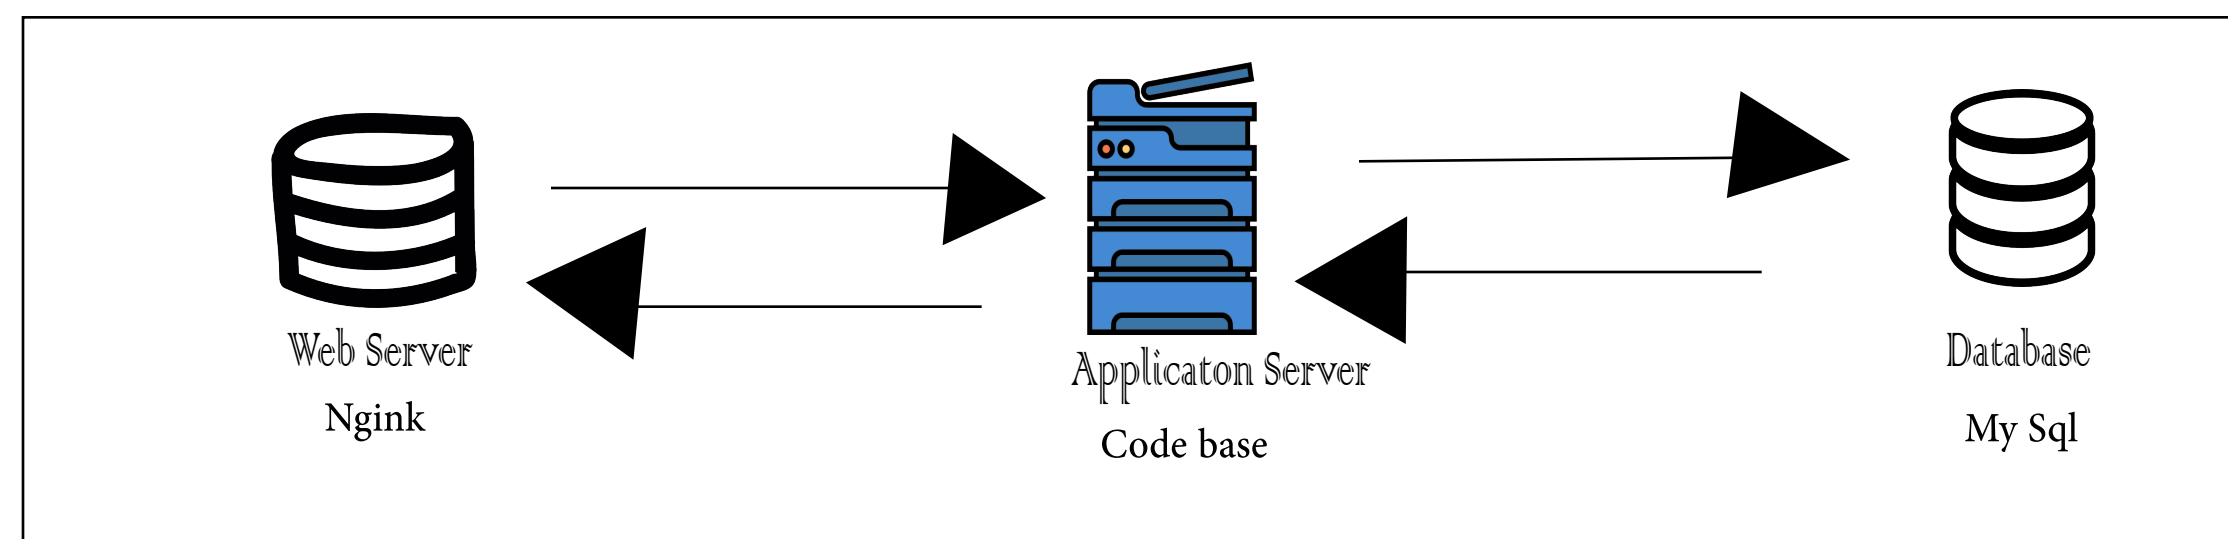 Web Server
Ngink
Applicaton Server
Code base
Database
My Sql